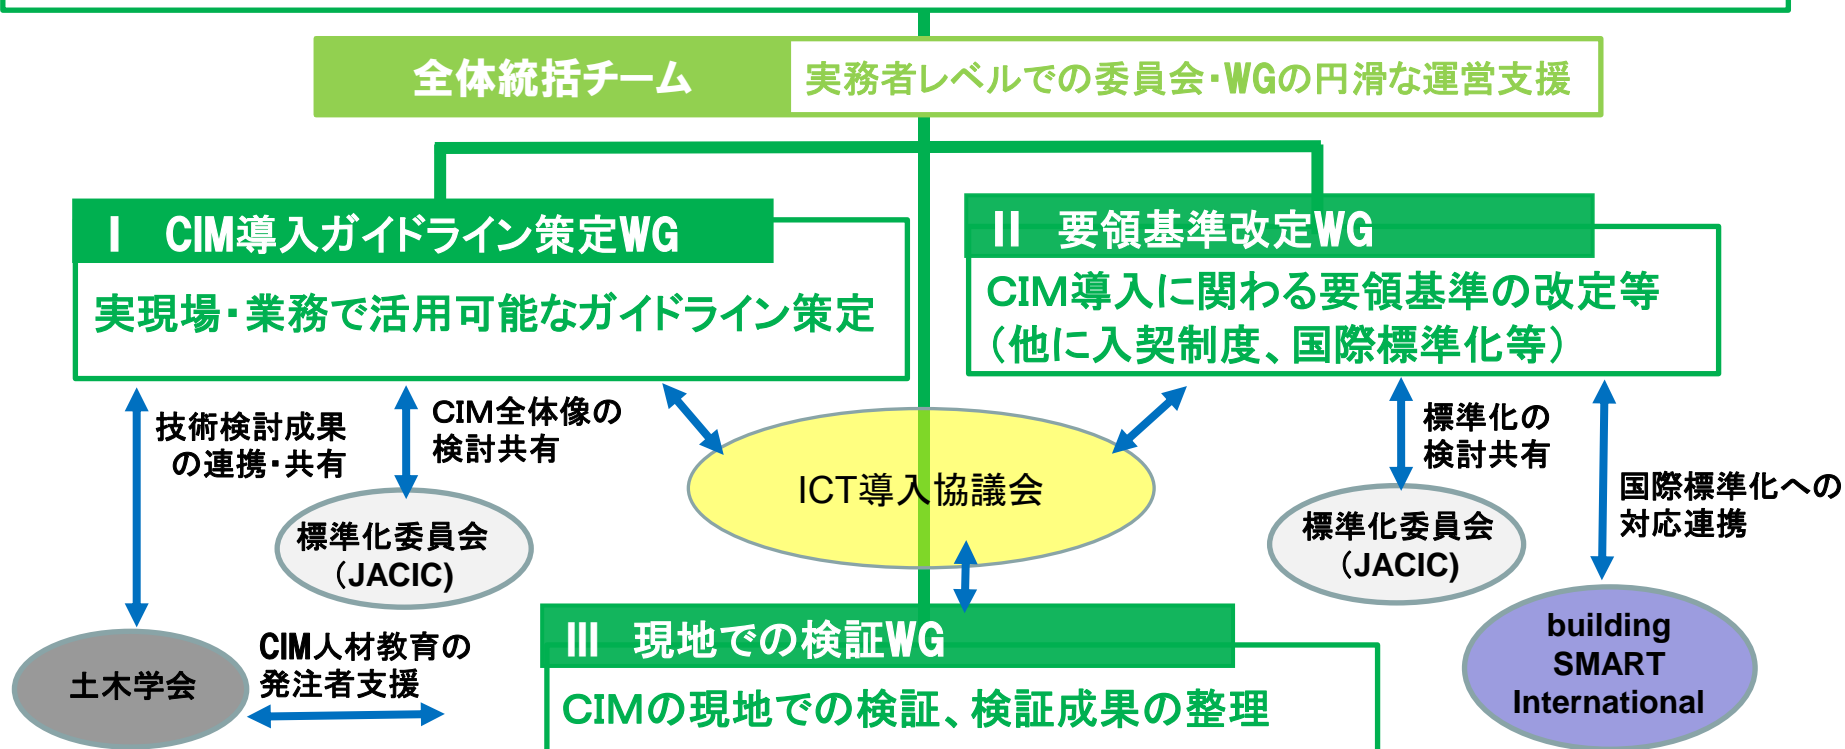 全体統括チーム
実務者レベルでの委員会・WGの円滑な運営支援
Ⅰ　CIM導入ガイドライン策定WG
実現場・業務で活用可能なガイドライン策定
Ⅱ　要領基準改定WG
CIM導入に関わる要領基準の改定等
（他に入契制度、国際標準化等）
技術検討成果
の連携・共有
CIM全体像の
検討共有
標準化委員会
（JACIC)
ICT導入協議会
標準化の
検討共有
標準化委員会
（JACIC)
国際標準化への
対応連携
building
SMART
International
土木学会
CIM人材教育の
発注者支援
Ⅲ　現地での検証WG
CIMの現地での検証、検証成果の整理